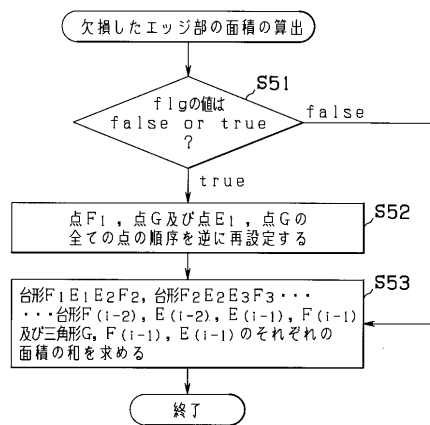 欠損したエッジ部の面積の算出
S51
flgの値は
false or true
?
false
true
S52
点F1，点G及び点E1，点Gの
全ての点の順序を逆に再設定する
S53
台形F1E1E2F2，台形F2E2E3F3・・・
・・・台形F(i-2)，E(i-2)，E(i-1)，F(i-1)
及び三角形G，F(i-1)，E(i-1)のそれぞれの
面積の和を求める
終了